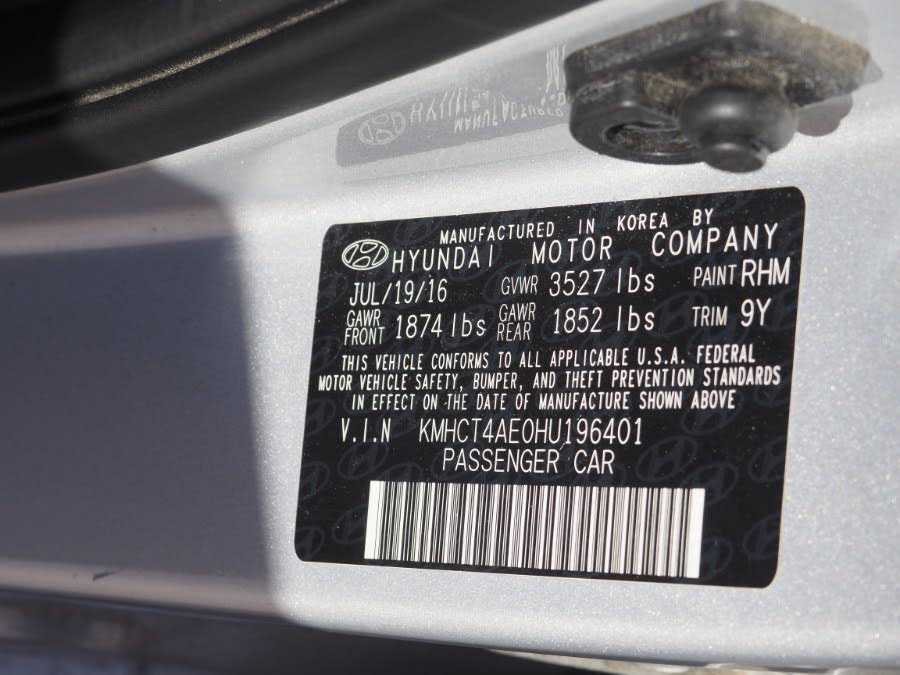 MANUFACTURED IN KOREA BY
HYUNDAI MOTOR COMPANY
JUL/19/16 GVWR 3527 lbs PAINT RHM
GAWR FRONT 1874 lbs GAWR REAR 1852 lbs TRIM 9Y
THIS VEHICLE CONFORMS TO ALL APPLICABLE U.S.A. FEDERAL
MOTOR VEHICLE SAFETY, BUMPER, AND THEFT PREVENTION STANDARDS
IN EFFECT ON THE DATE OF MANUFACTURE SHOWN ABOVE
V.I.N KMHCT4AE0HU196401
PASSENGER CAR